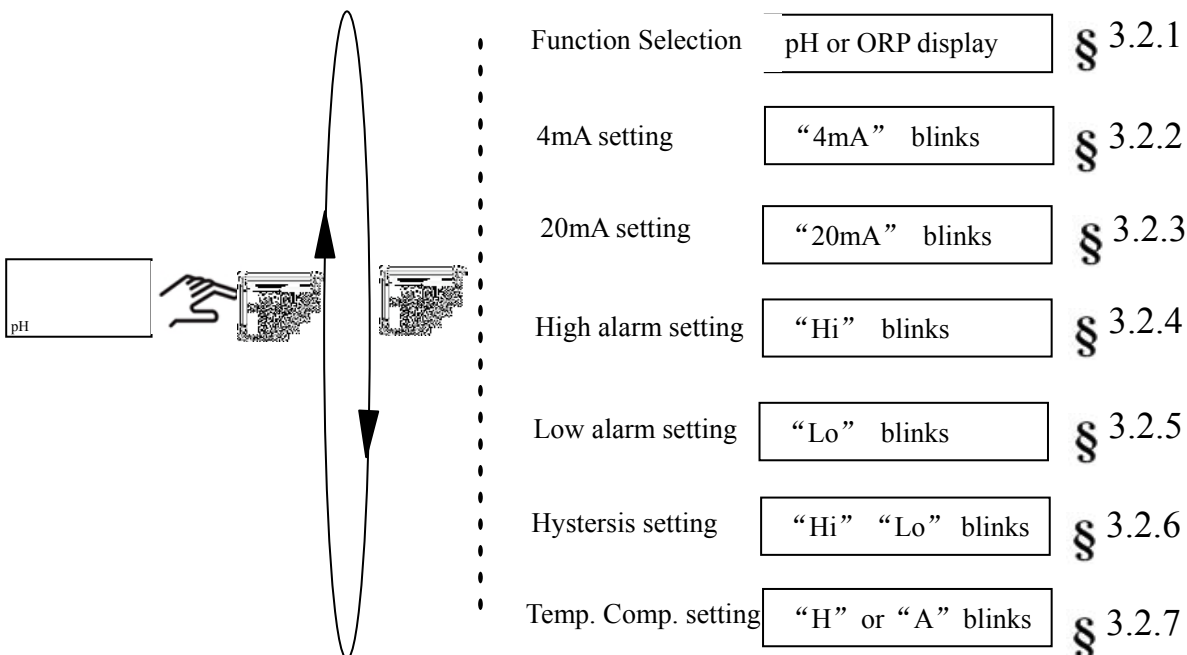 Function Selection pH or ORP display § 3.2.1
4mA setting “4mA” blinks § 3.2.2
20mA setting “20mA” blinks § 3.2.3
High alarm setting “Hi” blinks § 3.2.4
pH
Low alarm setting “Lo” blinks § 3.2.5
Hystersis setting “Hi” “Lo” blinks § 3.2.6
Temp. Comp. setting “H” or “A” blinks § 3.2.7